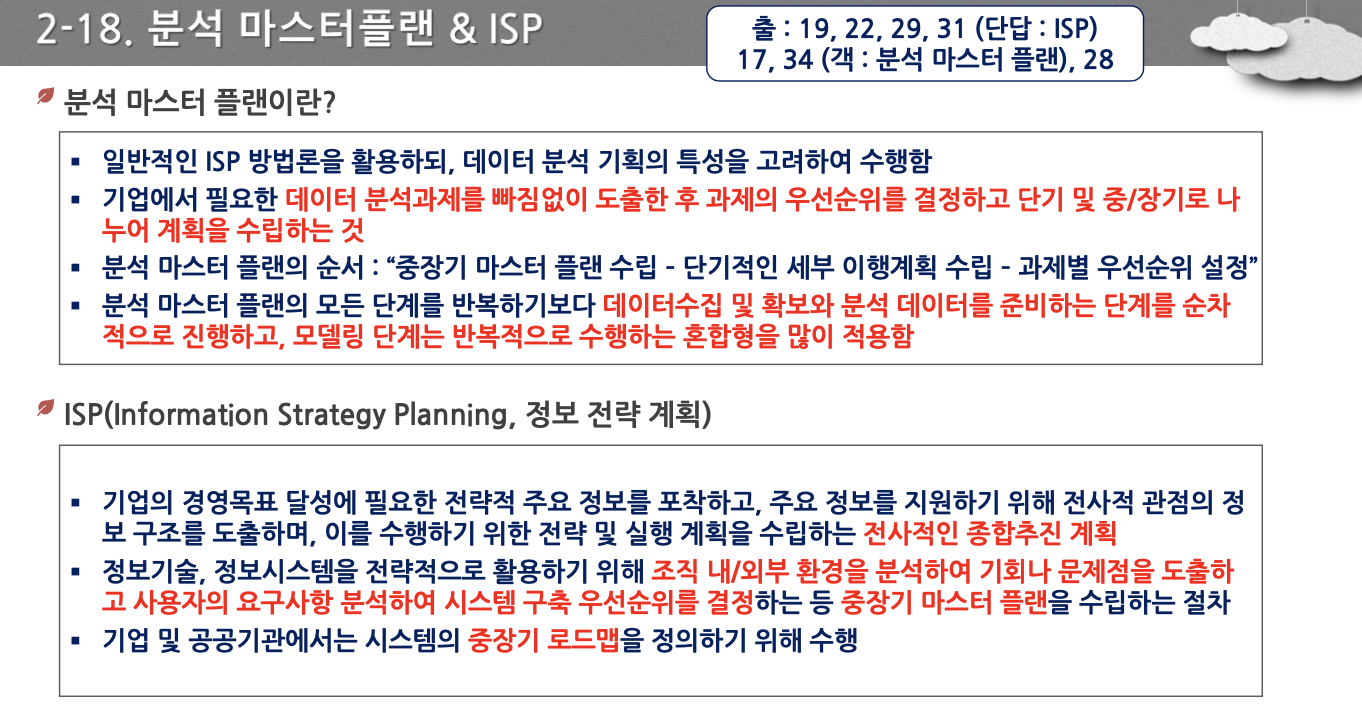 2-18. 분석 마스터플랜 & ISP
출 : 19, 22, 29, 31 (단답 : ISP)
17, 34 (객 : 분석 마스터 플랜), 28
분석 마스터 플랜이란?
▪ 일반적인 ISP 방법론을 활용하되, 데이터 분석 기획의 특성을 고려하여 수행함
▪ 기업에서 필요한 데이터 분석과제를 빠짐없이 도출한 후 과제의 우선순위를 결정하고 단기 및 중/장기로 나
누어 계획을 수립하는 것
▪ 분석 마스터 플랜의 순서 : “중장기 마스터 플랜 수립 - 단기적인 세부 이행계획 수립 - 과제별 우선순위 설정”
▪ 분석 마스터 플랜의 모든 단계를 반복하기보다 데이터수집 및 확보와 분석 데이터를 준비하는 단계를 순차
적으로 진행하고, 모델링 단계는 반복적으로 수행하는 혼합형을 많이 적용함
ISP(Information Strategy Planning, 정보 전략 계획)
▪ 기업의 경영목표 달성에 필요한 전략적 주요 정보를 포착하고, 주요 정보를 지원하기 위해 전사적 관점의 정
보 구조를 도출하며, 이를 수행하기 위한 전략 및 실행 계획을 수립하는 전사적인 종합추진 계획
▪ 정보기술, 정보시스템을 전략적으로 활용하기 위해 조직 내/외부 환경을 분석하여 기회나 문제점을 도출하
고 사용자의 요구사항 분석하여 시스템 구축 우선순위를 결정하는 등 중장기 마스터 플랜을 수립하는 절차
▪ 기업 및 공공기관에서는 시스템의 중장기 로드맵을 정의하기 위해 수행